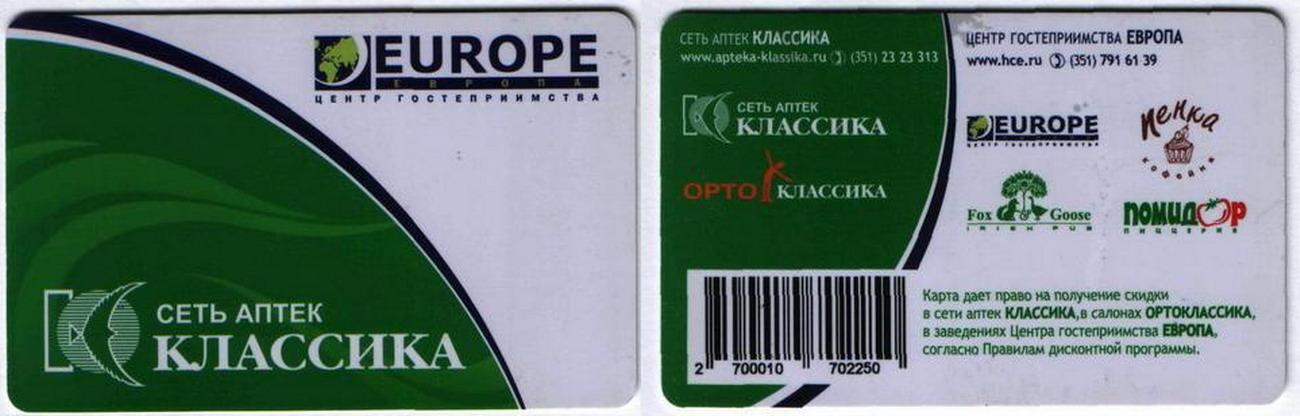 EUROPE
ЕВРОПА
ЦЕНТР ГОСТЕПРИИМСТВА
СЕТЬ АПТЕК
КЛАССИКА
СЕТЬ АПТЕК КЛАССИКА
www.apteka-klassika.ru (351) 23 23 313
ЦЕНТР ГОСТЕПРИИМСТВА ЕВРОПА
www.hce.ru (351) 791 61 39
СЕТЬ АПТЕК
КЛАССИКА
ОРТО КЛАССИКА
EUROPE
ЕВРОПА
ЦЕНТР ГОСТЕПРИИМСТВА
Пенка
кофейня
Fox Goose
IRISH PUB
ПОМИДОР
ПИЦЦЕРИЯ
2 700010 702250
Карта дает право на получение скидки
в сети аптек КЛАССИКА, в салонах ОРТОКЛАССИКА,
в заведениях Центра гостеприимства ЕВРОПА,
согласно Правилам дисконтной программы.